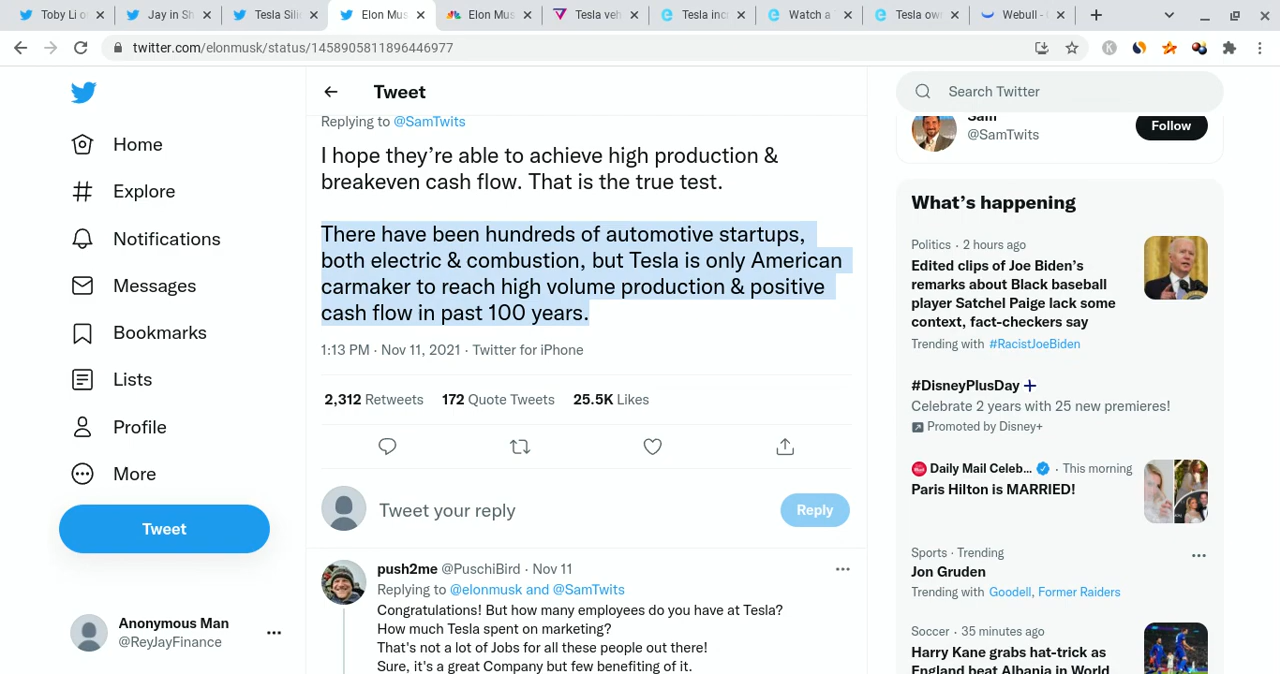 Toby Li o
Jay in Sh
Tesla Sili
Elon Mus
Elon Mus
Tesla veh
Tesla incr
Watch a
Tesla ow
Webull -
twitter.com/elonmusk/status/1458905811896446977
K
Home
Explore
Notifications
Messages
Bookmarks
Lists
Profile
More
Tweet
Anonymous Man
@ReyJayFinance
Tweet
Replying to @SamTwits
I hope they're able to achieve high production &
breakeven cash flow. That is the true test.
There have been hundreds of automotive startups,
both electric & combustion, but Tesla is only American
carmaker to reach high volume production & positive
cash flow in past 100 years.
1:13 PM · Nov 11, 2021 · Twitter for iPhone
2,312 Retweets 172 Quote Tweets 25.5K Likes
Tweet your reply
Reply
push2me @PuschiBird · Nov 11
Replying to @elonmusk and @SamTwits
Congratulations! But how many employees do you have at Tesla?
How much Tesla spent on marketing?
That's not a lot of Jobs for all these people out there!
Sure, it's a great Company but few benefiting of it.
Search Twitter
Sam
@SamTwits
Follow
What's happening
Politics · 2 hours ago
Edited clips of Joe Biden's
remarks about Black baseball
player Satchel Paige lack some
context, fact-checkers say
Trending with #RacistJoeBiden
#DisneyPlusDay
Celebrate 2 years with 25 new premieres!
Promoted by Disney+
Daily Mail Celeb... · This morning
Paris Hilton is MARRIED!
Sports · Trending
Jon Gruden
Trending with Goodell, Former Raiders
Soccer · 35 minutes ago
Harry Kane grabs hat-trick as
England beat Albania in World